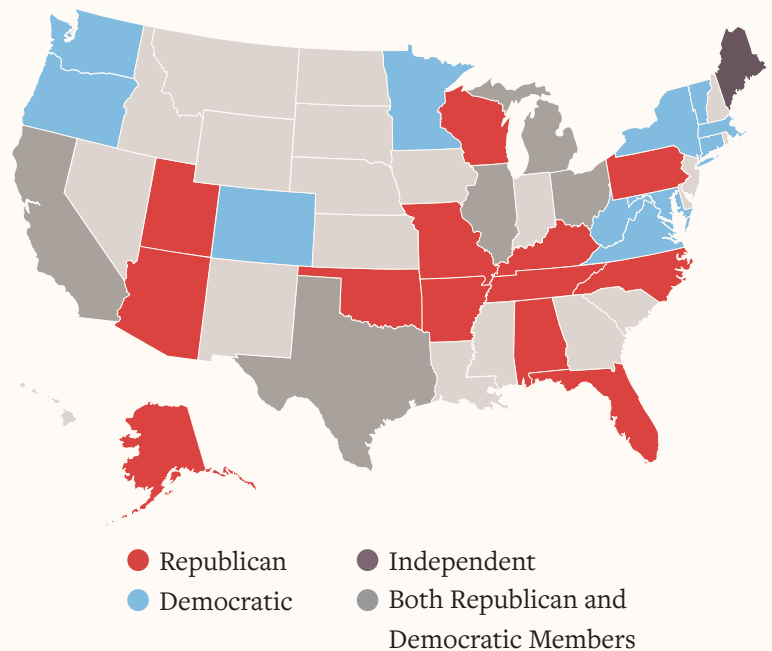 Republican
Democratic
Independent
Both Republican and
Democratic Members